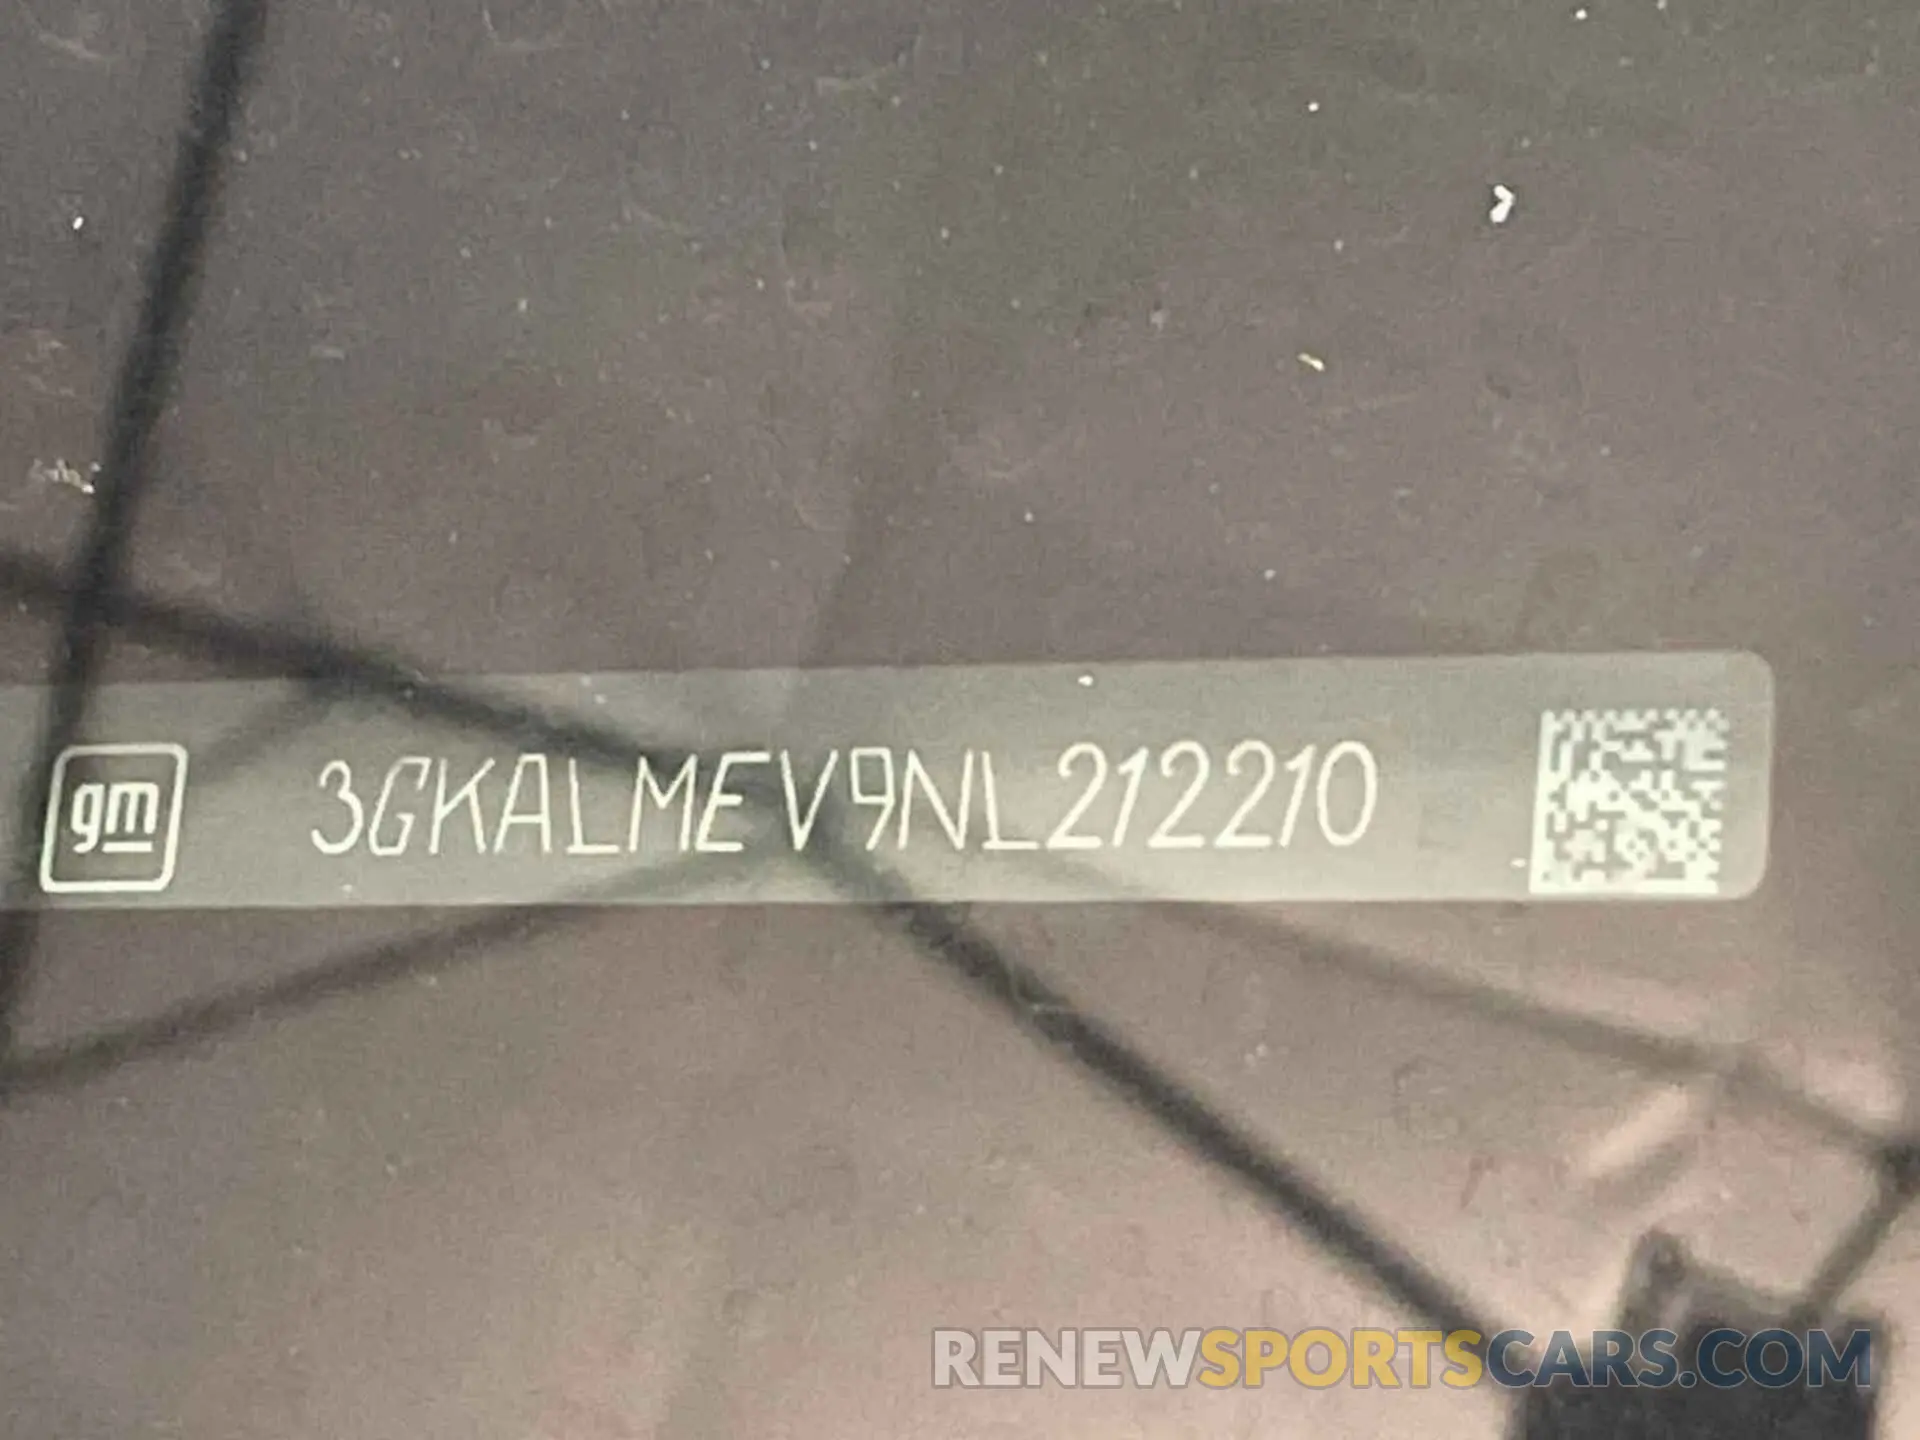 gm 3GKALMEV9NL212210
RENEWSPORTSCARS.COM